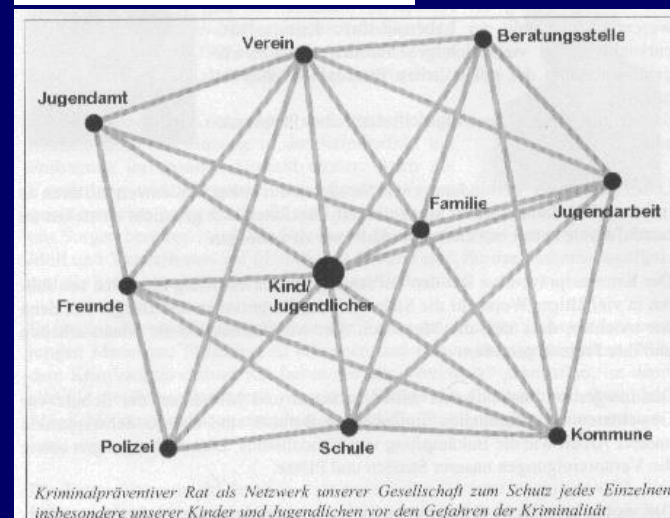 Verein
Beratungsstelle
Jugendamt
Familie
Jugendarbeit
Kind/
Jugendlicher
Freunde
Polizei
Schule
Kommune
Kriminalpräventiver Rat als Netzwerk unserer Gesellschaft zum Schutz jedes Einzelnen
insbesondere unserer Kinder und Jugendlichen vor den Gefahren der Kriminalität